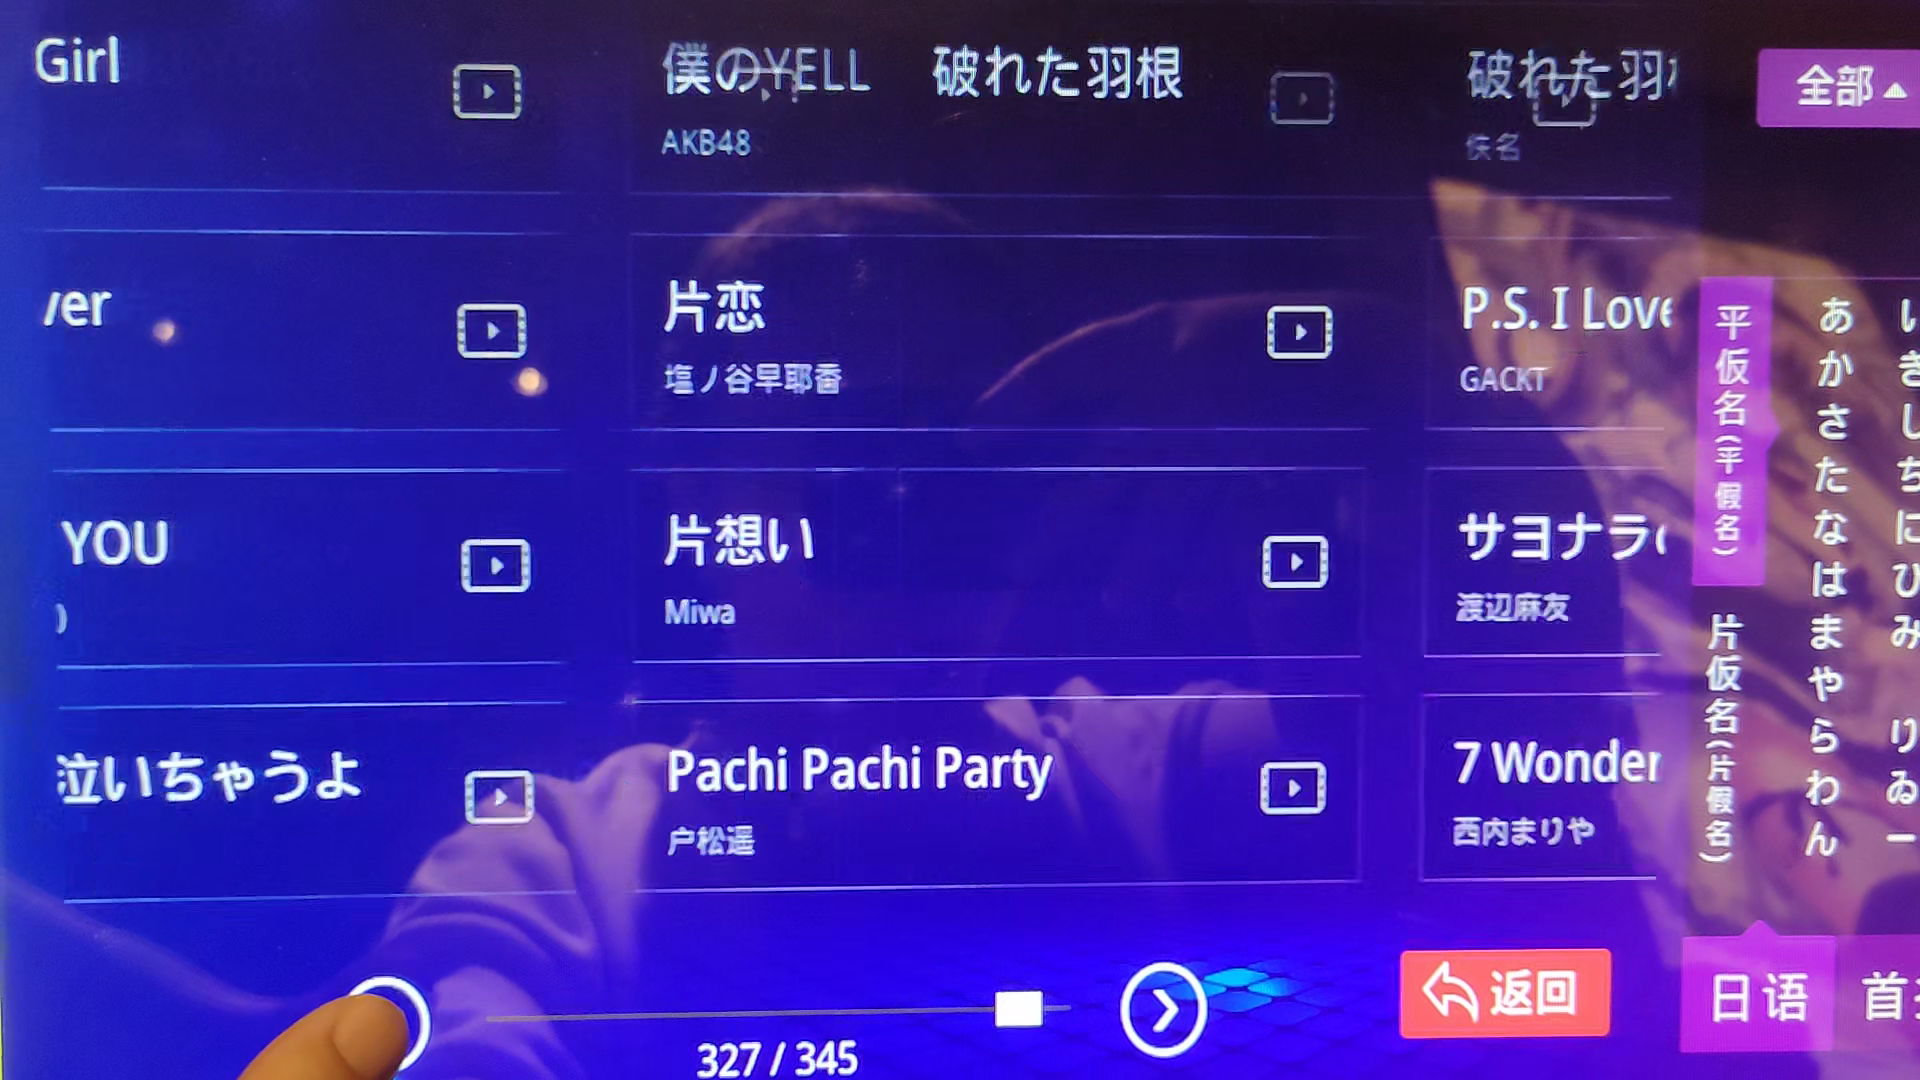 Girl
僕のYELL
AKB48
破れた羽根
破れた羽
佚名
全部
片恋
塩ノ谷早耶香
P.S. I Love
GACKT
YOU
片想い
Miwa
サヨナラ
渡辺麻友
泣いちゃうよ
Pachi Pachi Party
户松遥
7 Wonder
西内まりや
平仮名(平假名)
片仮名(片假名)
あかさたなはまやらわん
いきしちにひみ りゐー
327 / 345
返回
日语
首